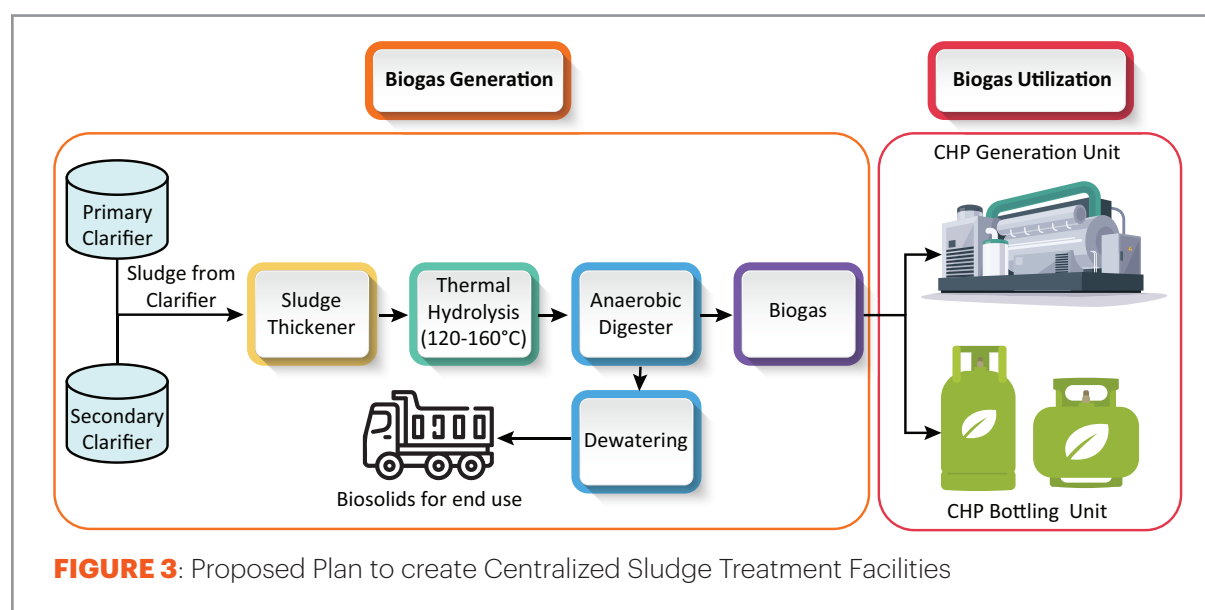 Biogas Generation
Biogas Utilization
Primary
Clarifier
Secondary
Clarifier
Sludge from
Clarifier
Sludge
Thickener
Thermal
Hydrolysis
(120-160°C)
Anaerobic
Digester
Biogas
Dewatering
Biosolids for end use
CHP Generation Unit
CHP Bottling Unit
FIGURE 3: Proposed Plan to create Centralized Sludge Treatment Facilities